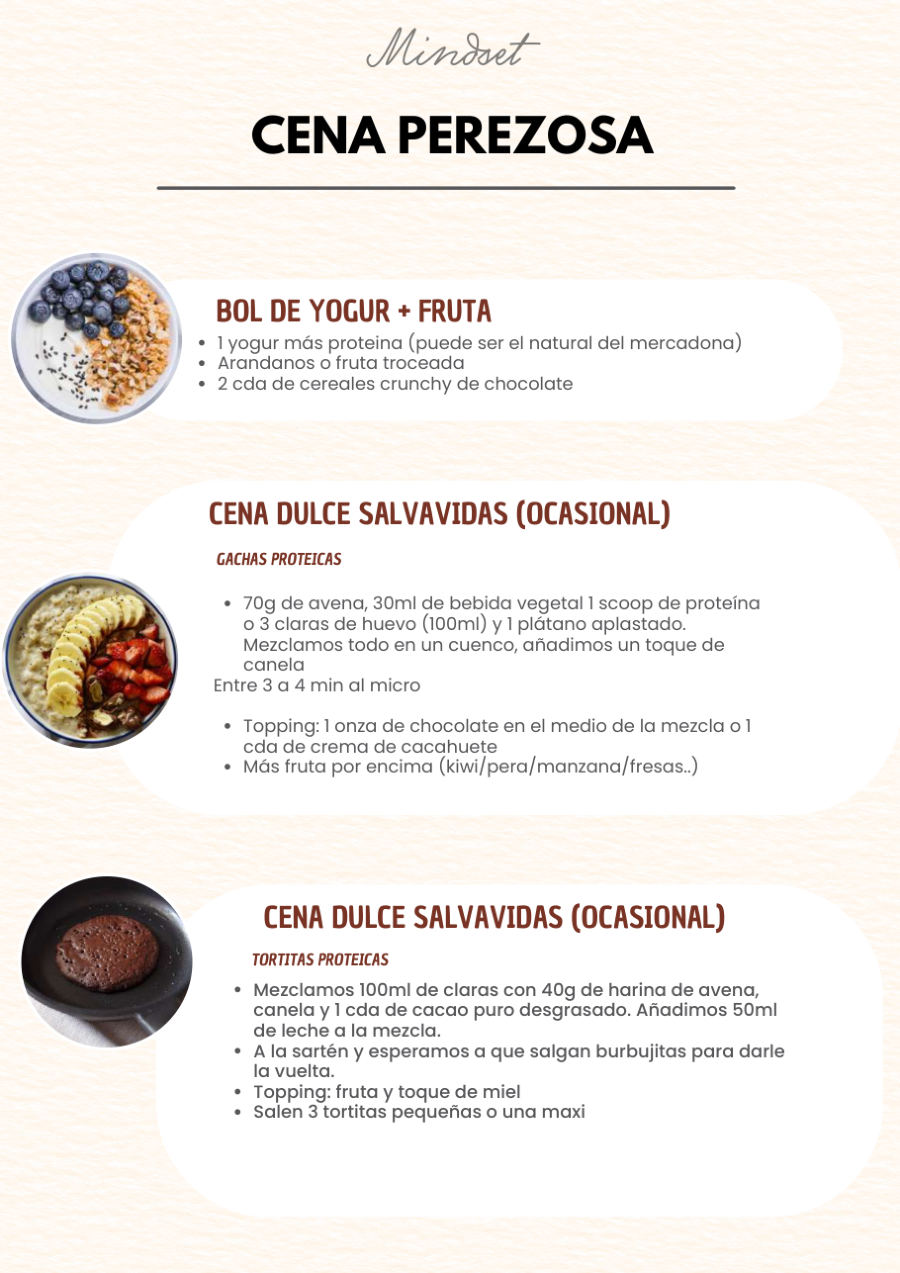 Mindset
CENA PEREZOSA
BOL DE YOGUR + FRUTA
• 1 yogur más proteina (puede ser el natural del mercadona)
• Arandanos o fruta troceada
• 2 cda de cereales crunchy de chocolate
CENA DULCE SALVAVIDAS (OCASIONAL)
GACHAS PROTEICAS
• 70g de avena, 30ml de bebida vegetal 1 scoop de proteína
o 3 claras de huevo (100ml) y 1 plátano aplastado.
Mezclamos todo en un cuenco, añadimos un toque de
canela
Entre 3 a 4 min al micro
• Topping: 1 onza de chocolate en el medio de la mezcla o 1
cda de crema de cacahuete
• Más fruta por encima (kiwi/pera/manzana/fresas..)
CENA DULCE SALVAVIDAS (OCASIONAL)
TORTITAS PROTEICAS
• Mezclamos 100ml de claras con 40g de harina de avena,
canela y 1 cda de cacao puro desgrasado. Añadimos 50ml
de leche a la mezcla.
• A la sartén y esperamos a que salgan burbujitas para darle
la vuelta.
• Topping: fruta y toque de miel
• Salen 3 tortitas pequeñas o una maxi